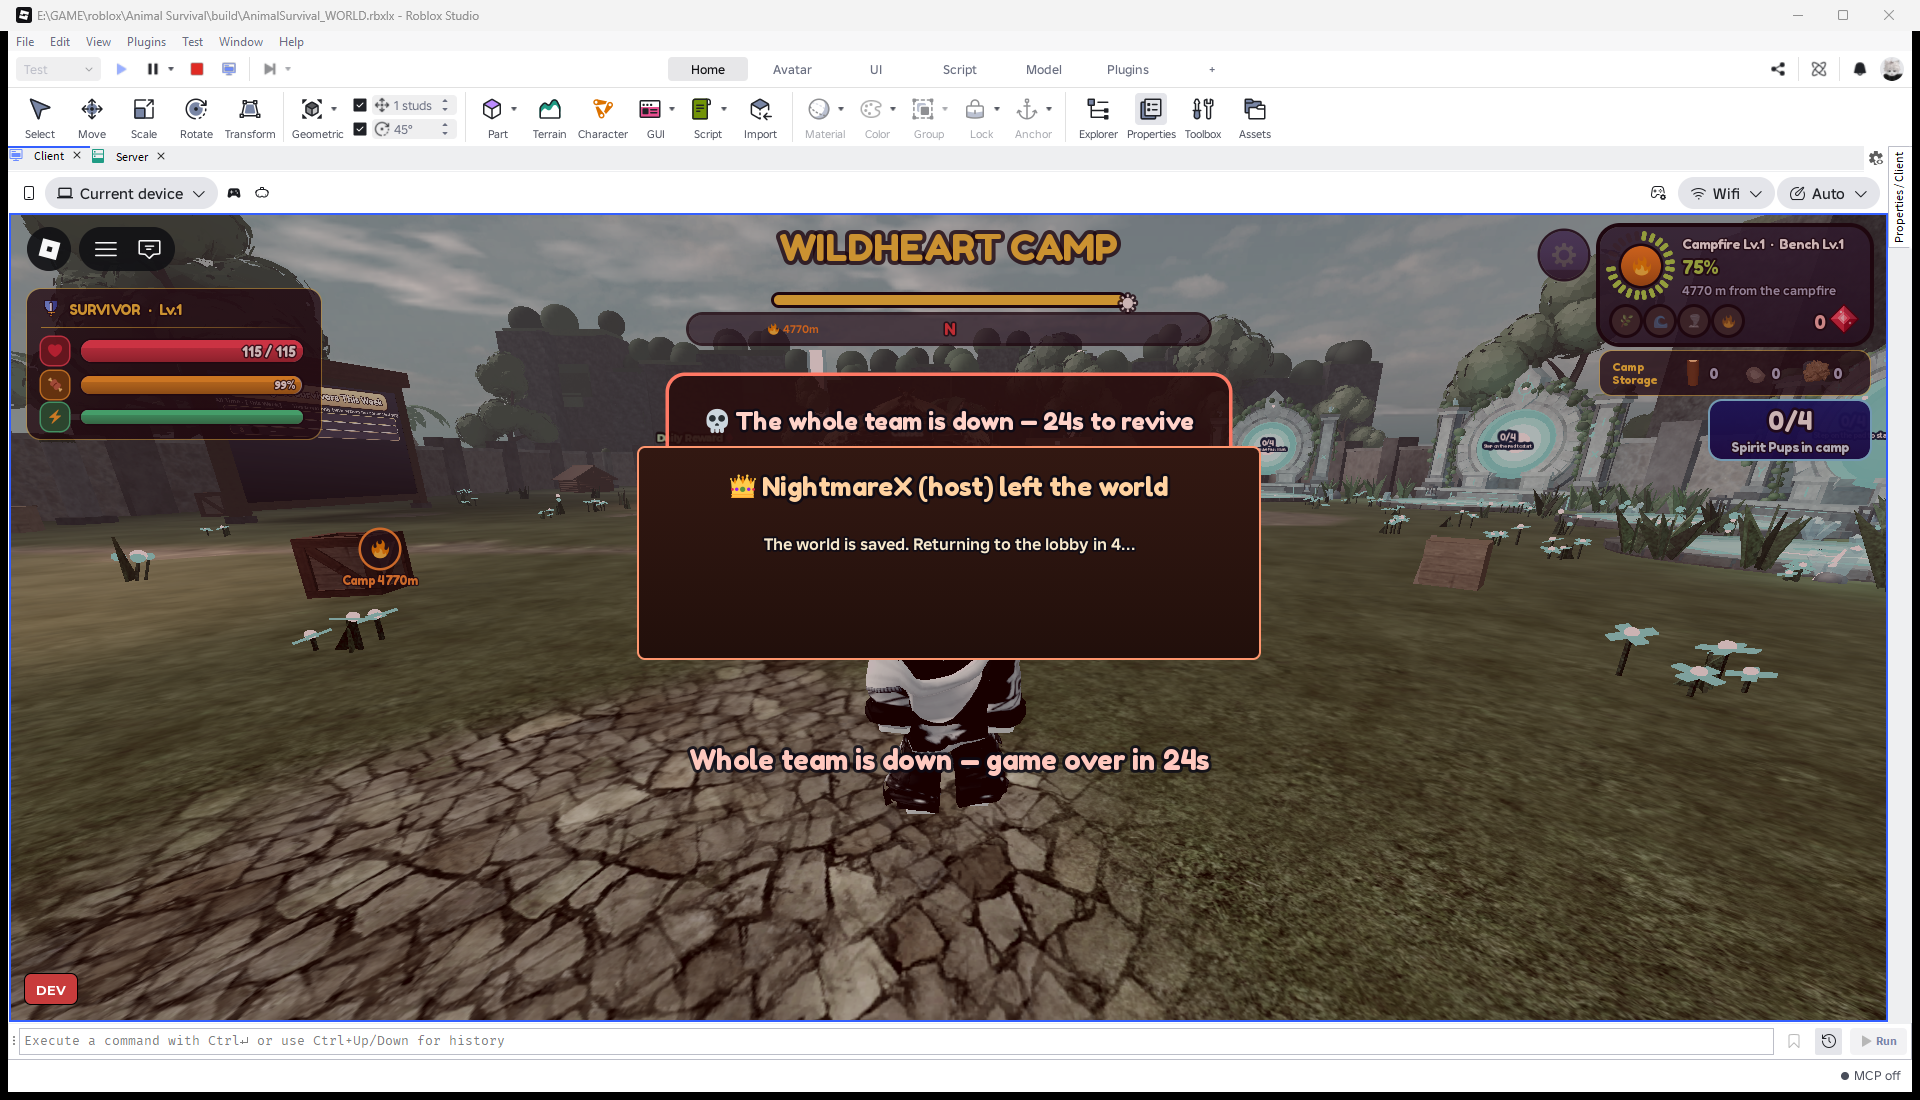 E:\GAME\roblox\Animal Survival\build\AnimalSurvival_WORLD.rbxlx - Roblox Studio
File Edit View Plugins Test Window Help
Test
Home Avatar UI Script Model Plugins +
1 studs
45°
Select Move Scale Rotate Transform Geometric Part Terrain Character GUI Script Import Material Color Group Lock Anchor Explorer Properties Toolbox Assets
Client Server
Current device
Wifi Auto
Properties / Client
WILDHEART CAMP
SURVIVOR · Lv.1
115 / 115
99%
4770m
N
Campfire Lv.1 · Bench Lv.1
75%
4770 m from the campfire
0
Camp Storage
0 0 0
0/4
Spirit Pups in camp
💀 The whole team is down — 24s to revive
Daily Reward
0/4
0/4
👑 NightmareX (host) left the world
The world is saved. Returning to the lobby in 4...
Camp 4770m
Whole team is down — game over in 24s
DEV
Execute a command with Ctrl↵ or use Ctrl+Up/Down for history
Run
MCP off